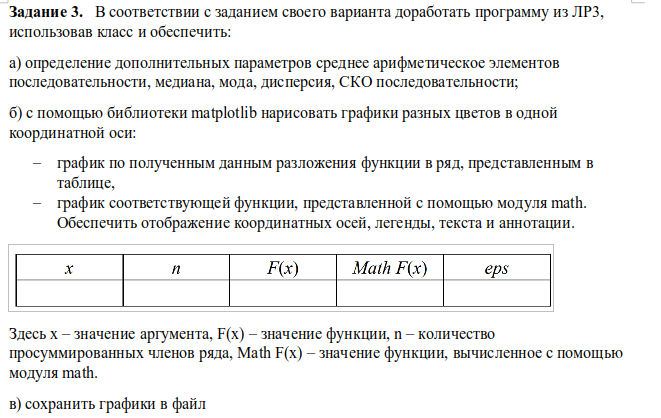 Задание 3. В соответствии с заданием своего варианта доработать программу из ЛР3,
использовав класс и обеспечить:
а) определение дополнительных параметров среднее арифметическое элементов
последовательности, медиана, мода, дисперсия, СКО последовательности;
б) с помощью библиотеки matplotlib нарисовать графики разных цветов в одной
координатной оси:
– график по полученным данным разложения функции в ряд, представленным в
таблице,
– график соответствующей функции, представленной с помощью модуля math.
Обеспечить отображение координатных осей, легенды, текста и аннотации.
x n F(x) Math F(x) eps
Здесь x – значение аргумента, F(x) – значение функции, n – количество
просуммированных членов ряда, Math F(x) – значение функции, вычисленное с помощью
модуля math.
в) сохранить графики в файл